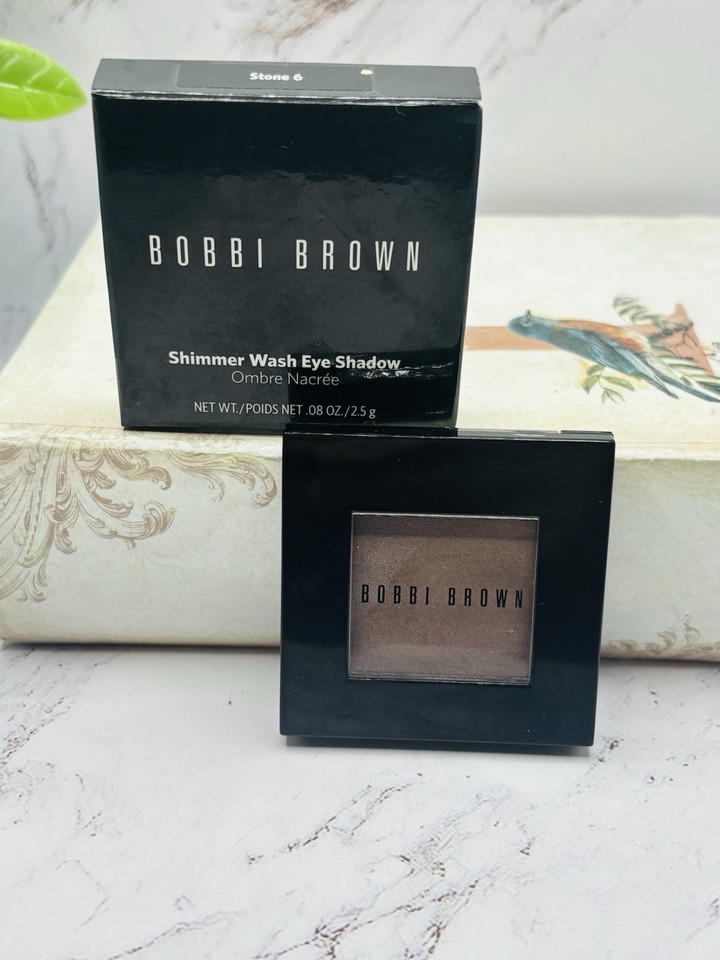 Stone 6
BOBBI BROWN
Shimmer Wash Eye Shadow
Ombre Nacrée
NET WT./POIDS NET .08 OZ./2.5 g
BOBBI BROWN